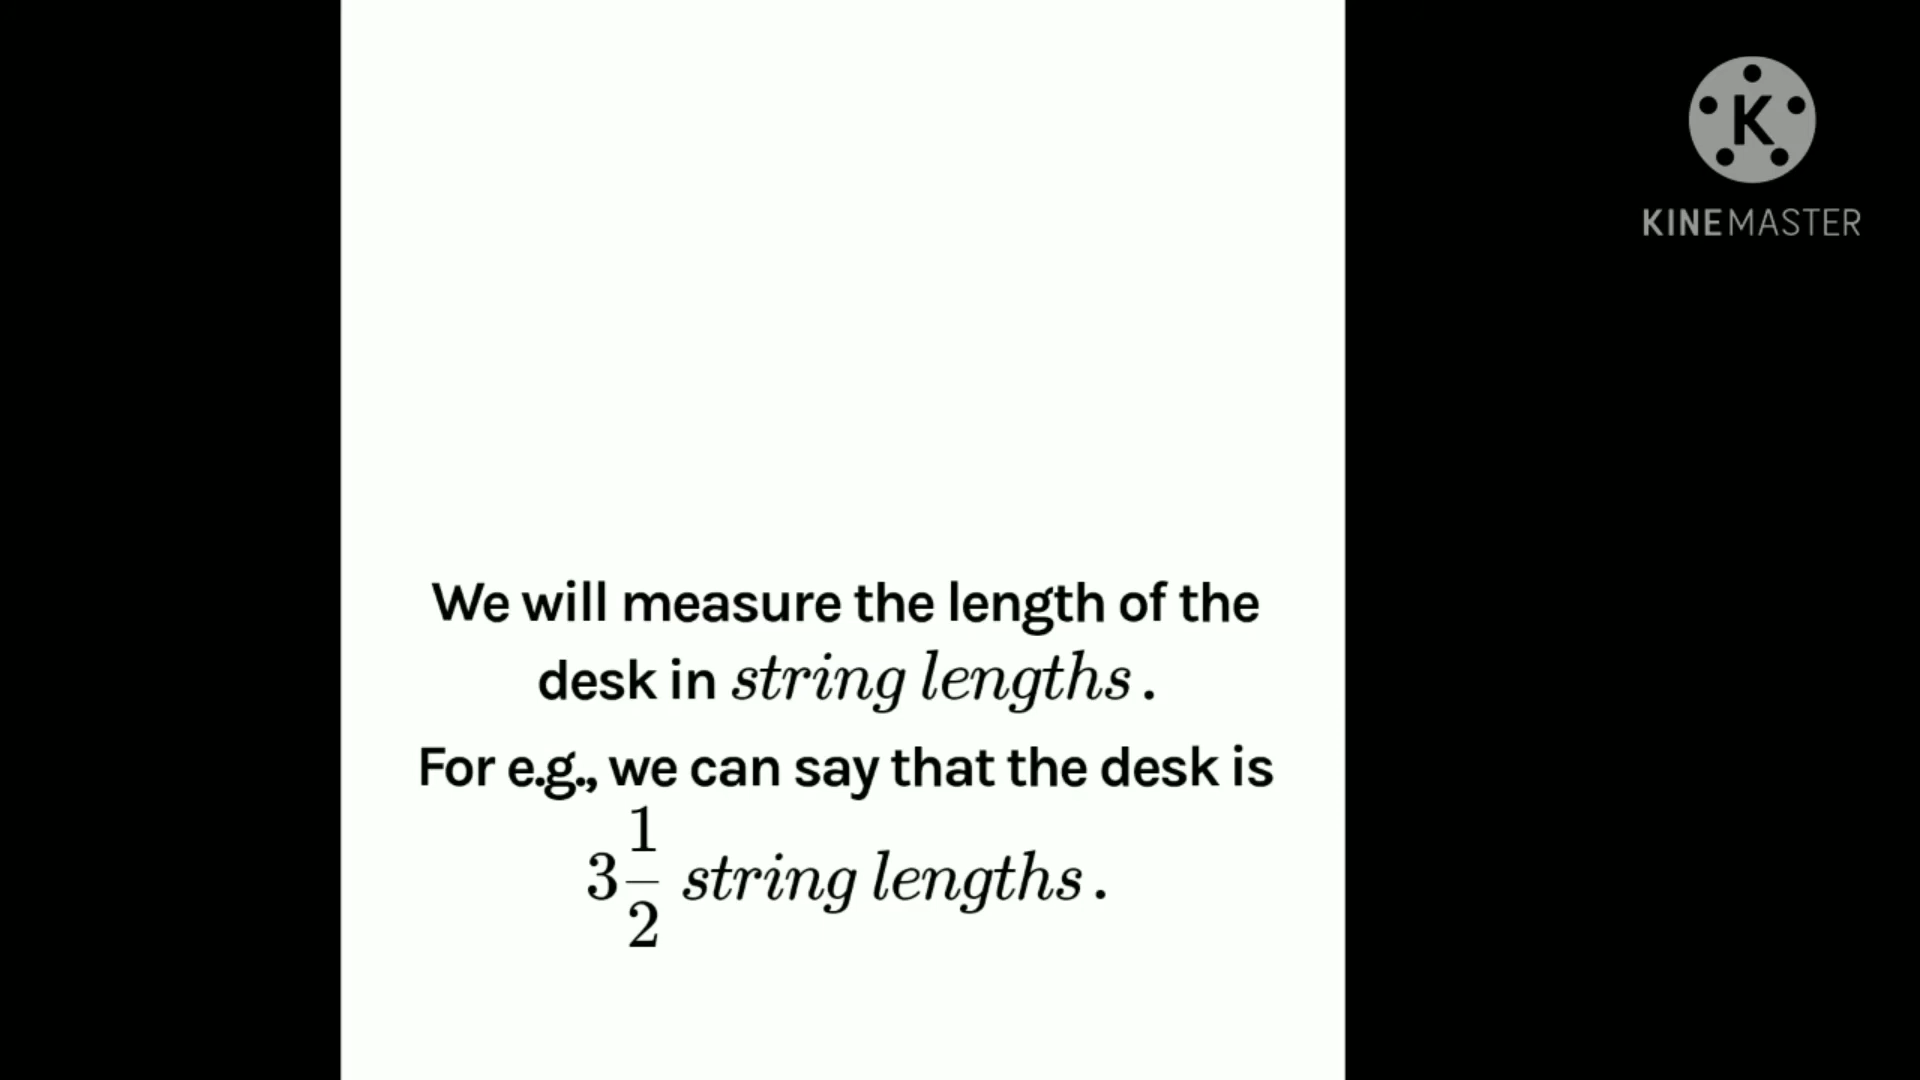 K
KINEMASTER
We will measure the length of the
desk in string lengths.
For e.g., we can say that the desk is
3 1/2 string lengths.